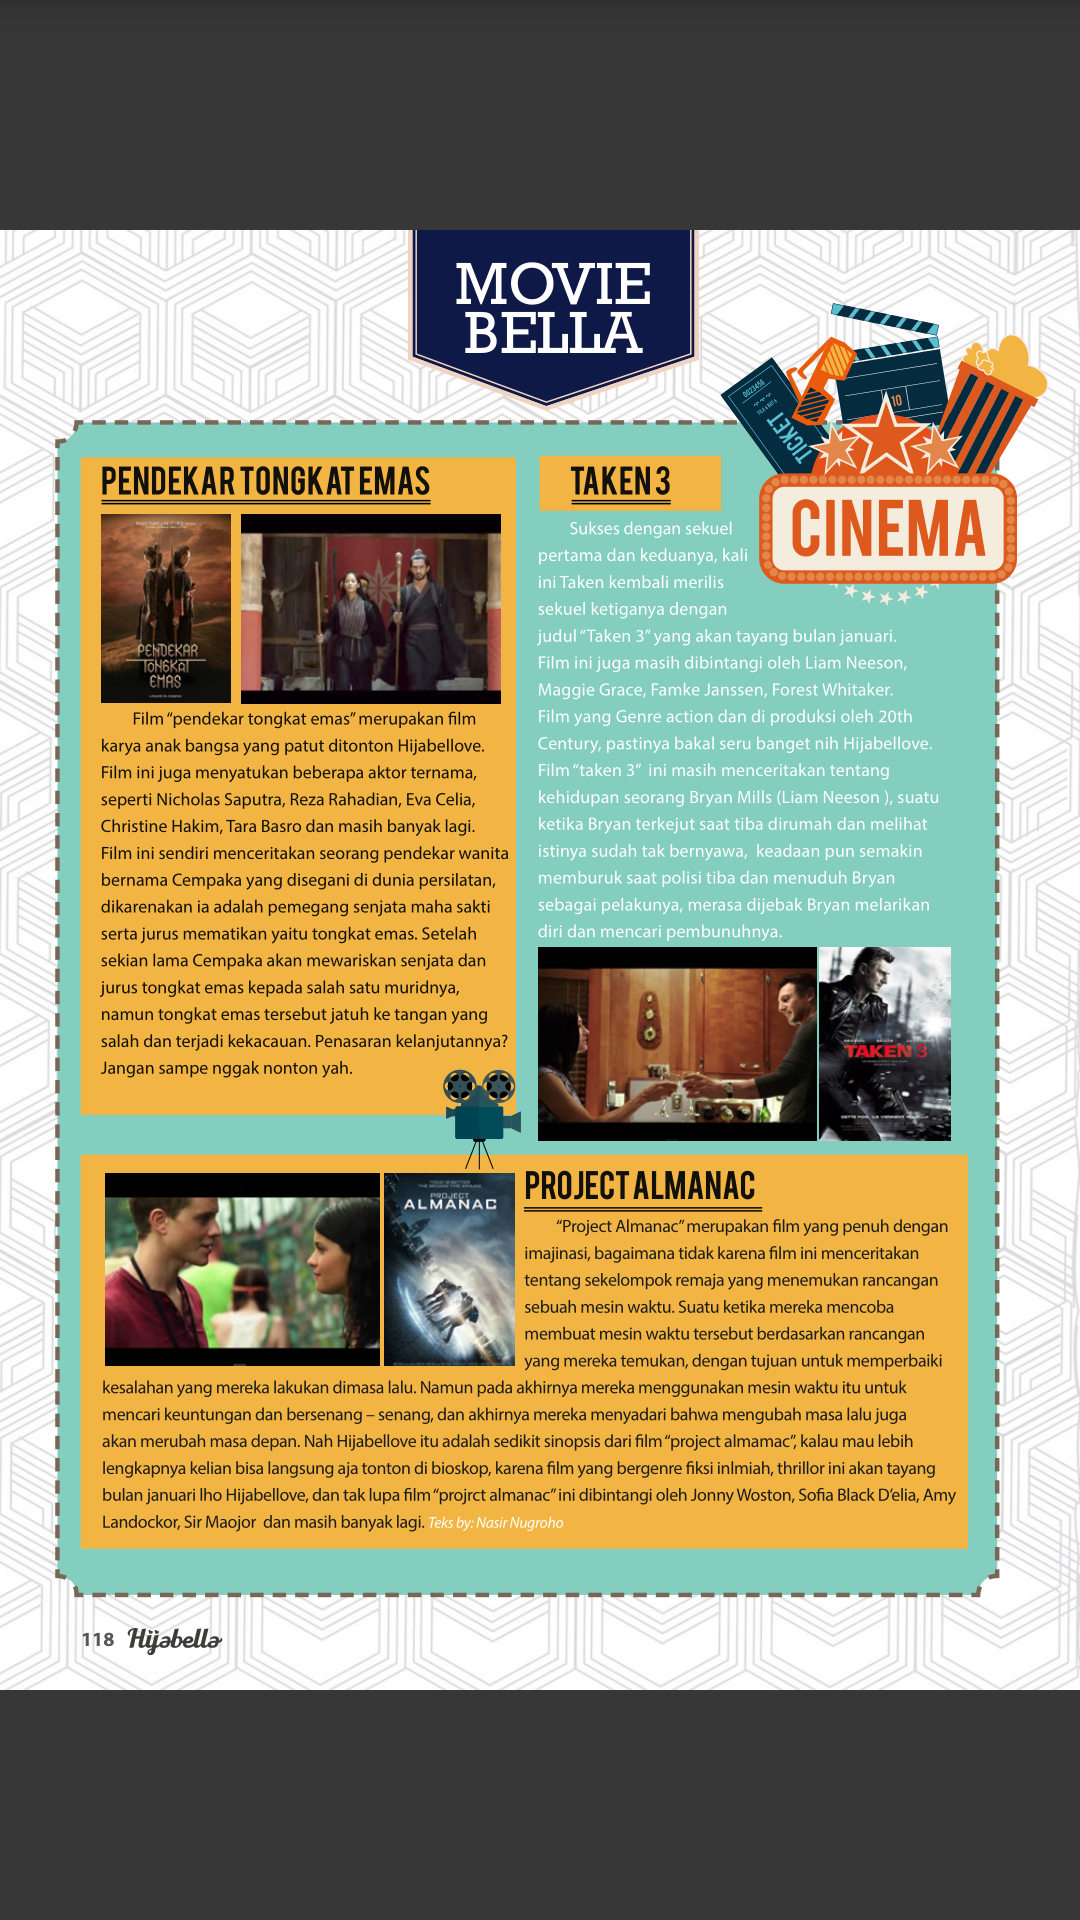 MOVIE
BELLA
0023456
TICKET
10
CINEMA
PENDEKAR TONGKAT EMAS
PENDEKAR
TONGKAT
EMAS
Film “pendekar tongkat emas” merupakan film
karya anak bangsa yang patut ditonton Hijabellove.
Film ini juga menyatukan beberapa aktor ternama,
seperti Nicholas Saputra, Reza Rahadian, Eva Celia,
Christine Hakim, Tara Basro dan masih banyak lagi.
Film ini sendiri menceritakan seorang pendekar wanita
bernama Cempaka yang disegani di dunia persilatan,
dikarenakan ia adalah pemegang senjata maha sakti
serta jurus mematikan yaitu tongkat emas. Setelah
sekian lama Cempaka akan mewariskan senjata dan
jurus tongkat emas kepada salah satu muridnya,
namun tongkat emas tersebut jatuh ke tangan yang
salah dan terjadi kekacauan. Penasaran kelanjutannya?
Jangan sampe nggak nonton yah.
TAKEN 3
Sukses dengan sekuel
pertama dan keduanya, kali
ini Taken kembali merilis
sekuel ketiganya dengan
judul “Taken 3” yang akan tayang bulan januari.
Film ini juga masih dibintangi oleh Liam Neeson,
Maggie Grace, Famke Janssen, Forest Whitaker.
Film yang Genre action dan di produksi oleh 20th
Century, pastinya bakal seru banget nih Hijabellove.
Film “taken 3”  ini masih menceritakan tentang
kehidupan seorang Bryan Mills (Liam Neeson ), suatu
ketika Bryan terkejut saat tiba dirumah dan melihat
istinya sudah tak bernyawa,  keadaan pun semakin
memburuk saat polisi tiba dan menuduh Bryan
sebagai pelakunya, merasa dijebak Bryan melarikan
diri dan mencari pembunuhnya.
TAKEN 3
PROJECT
ALMANAC
PROJECT ALMANAC
“Project Almanac” merupakan film yang penuh dengan
imajinasi, bagaimana tidak karena film ini menceritakan
tentang sekelompok remaja yang menemukan rancangan
sebuah mesin waktu. Suatu ketika mereka mencoba
membuat mesin waktu tersebut berdasarkan rancangan
yang mereka temukan, dengan tujuan untuk memperbaiki
kesalahan yang mereka lakukan dimasa lalu. Namun pada akhirnya mereka menggunakan mesin waktu itu untuk
mencari keuntungan dan bersenang – senang, dan akhirnya mereka menyadari bahwa mengubah masa lalu juga
akan merubah masa depan. Nah Hijabellove itu adalah sedikit sinopsis dari film “project almamac”, kalau mau lebih
lengkapnya kelian bisa langsung aja tonton di bioskop, karena film yang bergenre fiksi inlmiah, thrillor ini akan tayang
bulan januari lho Hijabellove, dan tak lupa film “projrct almanac” ini dibintangi oleh Jonny Woston, Sofia Black D’elia, Amy
Landockor, Sir Maojor  dan masih banyak lagi. Teks by: Nasir Nugroho
118 Hijabella